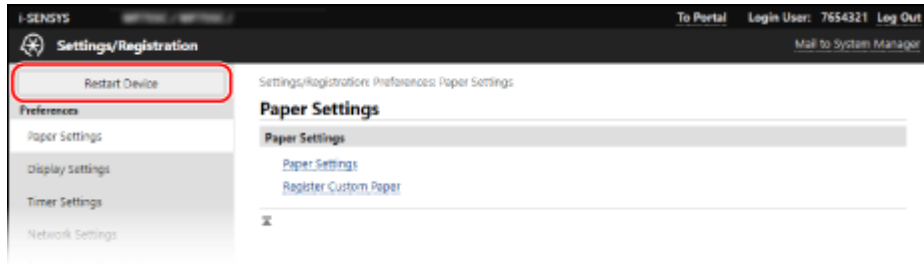 i-SENSYS
To Portal Login User: 7654321 Log Out
Settings/Registration
Mail to System Manager
Restart Device
Settings/Registration: Preferences: Paper Settings
Preferences
Paper Settings
Paper Settings
Paper Settings
Display Settings
Paper Settings
Register Custom Paper
Timer Settings
Network Settings